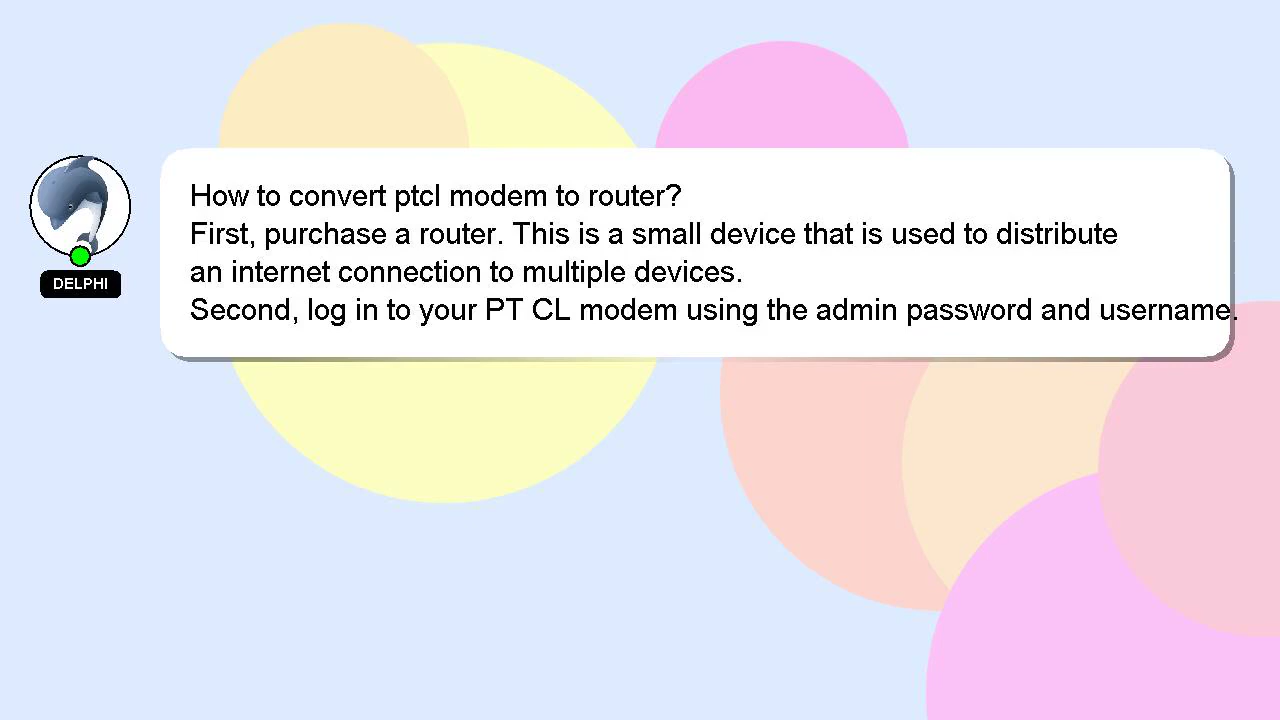 How to convert ptcl modem to router?
First, purchase a router. This is a small device that is used to distribute
an internet connection to multiple devices.
Second, log in to your PT CL modem using the admin password and username.
DELPHI